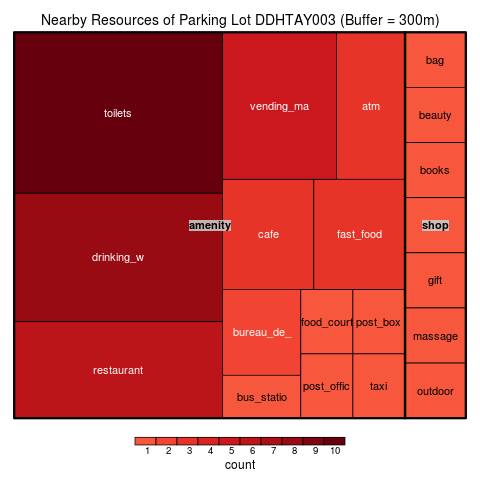 Nearby Resources of Parking Lot DDHTAY003 (Buffer = 300m)
toilets
drinking_w
restaurant
amenity
vending_ma
atm
cafe
fast_food
bureau_de_
food_court
post_box
bus_statio
post_offic
taxi
bag
beauty
books
shop
gift
massage
outdoor
1 2 3 4 5 6 7 8 9 10
count